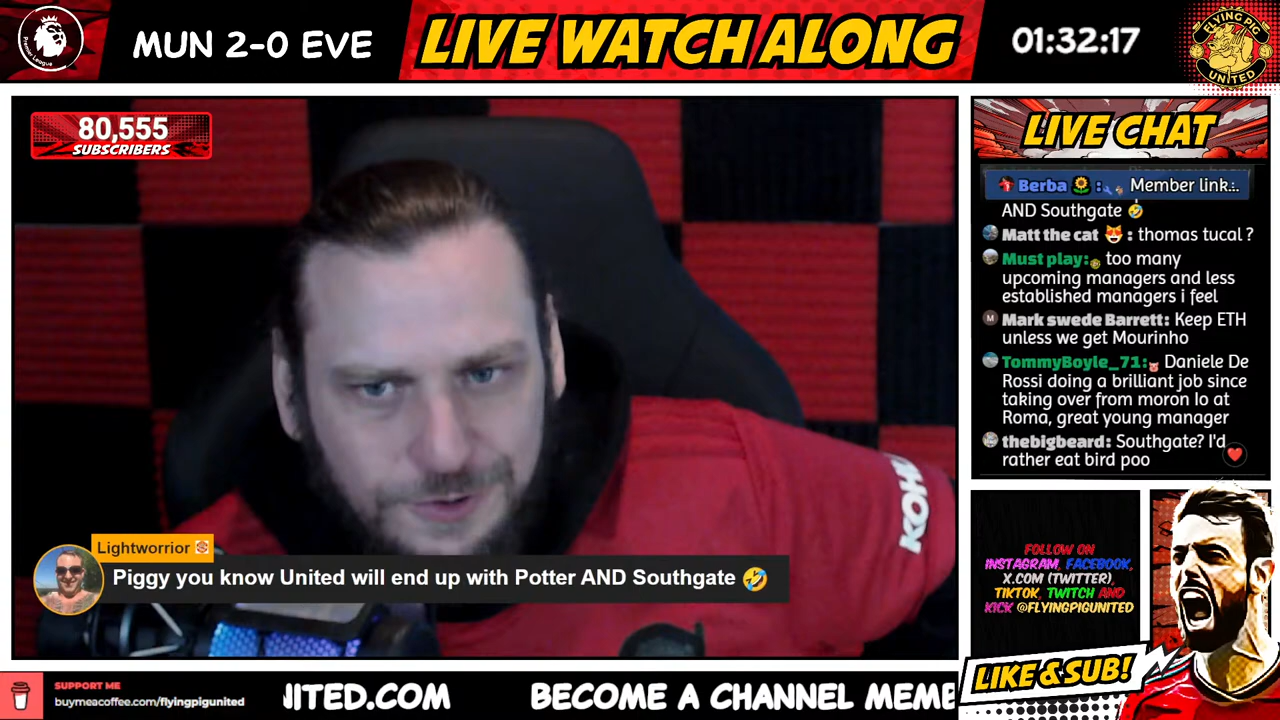 Premier League
MUN 2-0 EVE
LIVE WATCH ALONG
01:32:17
FLYING PIG
UNITED
80,555
SUBSCRIBERS
LIVE CHAT
Berba 🌻 : Member link...
AND Southgate 🤣
Matt the cat 😻 : thomas tucal ?
Must play: too many
upcoming managers and less
established managers i feel
M Mark swede Barrett: Keep ETH
unless we get Mourinho
TommyBoyle_71: Daniele De
Rossi doing a brilliant job since
taking over from moron Io at
Roma, great young manager
thebigbeard: Southgate? I'd
rather eat bird poo
KOHL
Lightworrior
Piggy you know United will end up with Potter AND Southgate 🤣
FOLLOW ON
INSTAGRAM, FACEBOOK,
X.COM (TWITTER),
TIKTOK, TWITCH AND
KICK @FLYINGPIGUNITED
LIKE & SUB!
SUPPORT ME
buymeacoffee.com/flyingpigunited
NITED.COM
BECOME A CHANNEL MEME